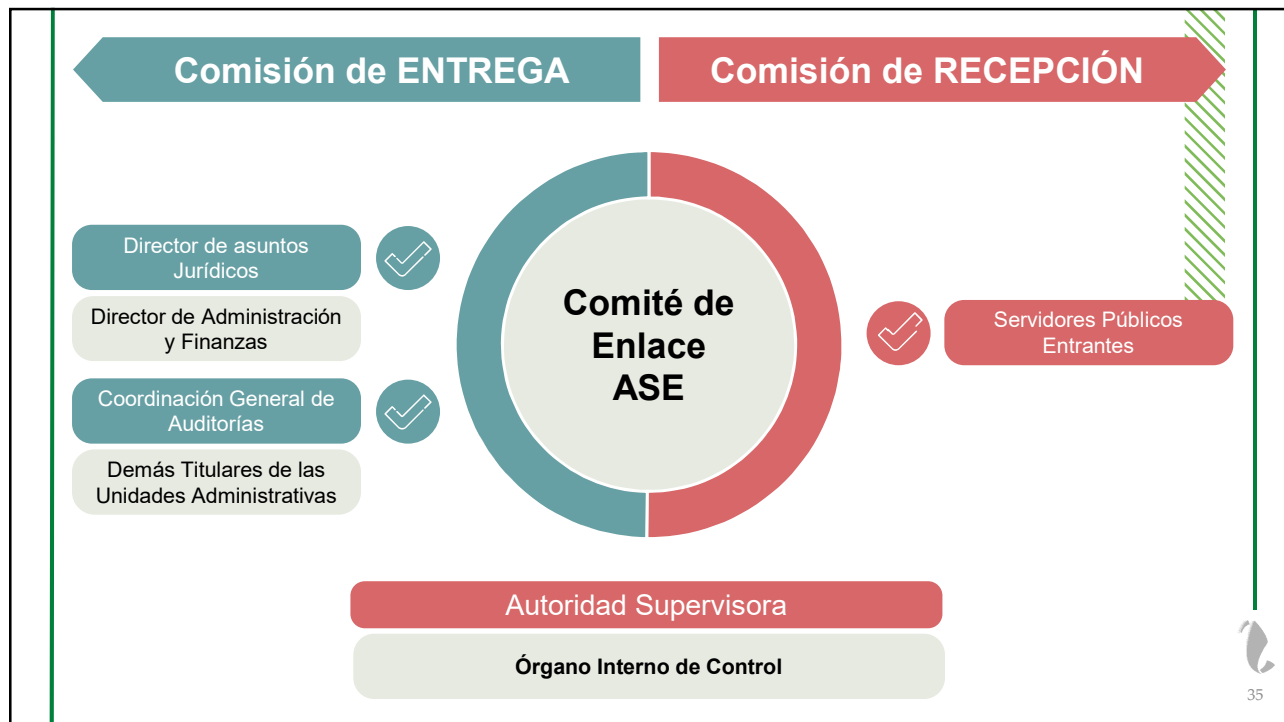 Comisión de ENTREGA
Comisión de RECEPCIÓN
Director de asuntos
Jurídicos
Director de Administración
y Finanzas
Coordinación General de
Auditorías
Demás Titulares de las
Unidades Administrativas
Comité de
Enlace
ASE
Servidores Públicos
Entrantes
Autoridad Supervisora
Órgano Interno de Control
35